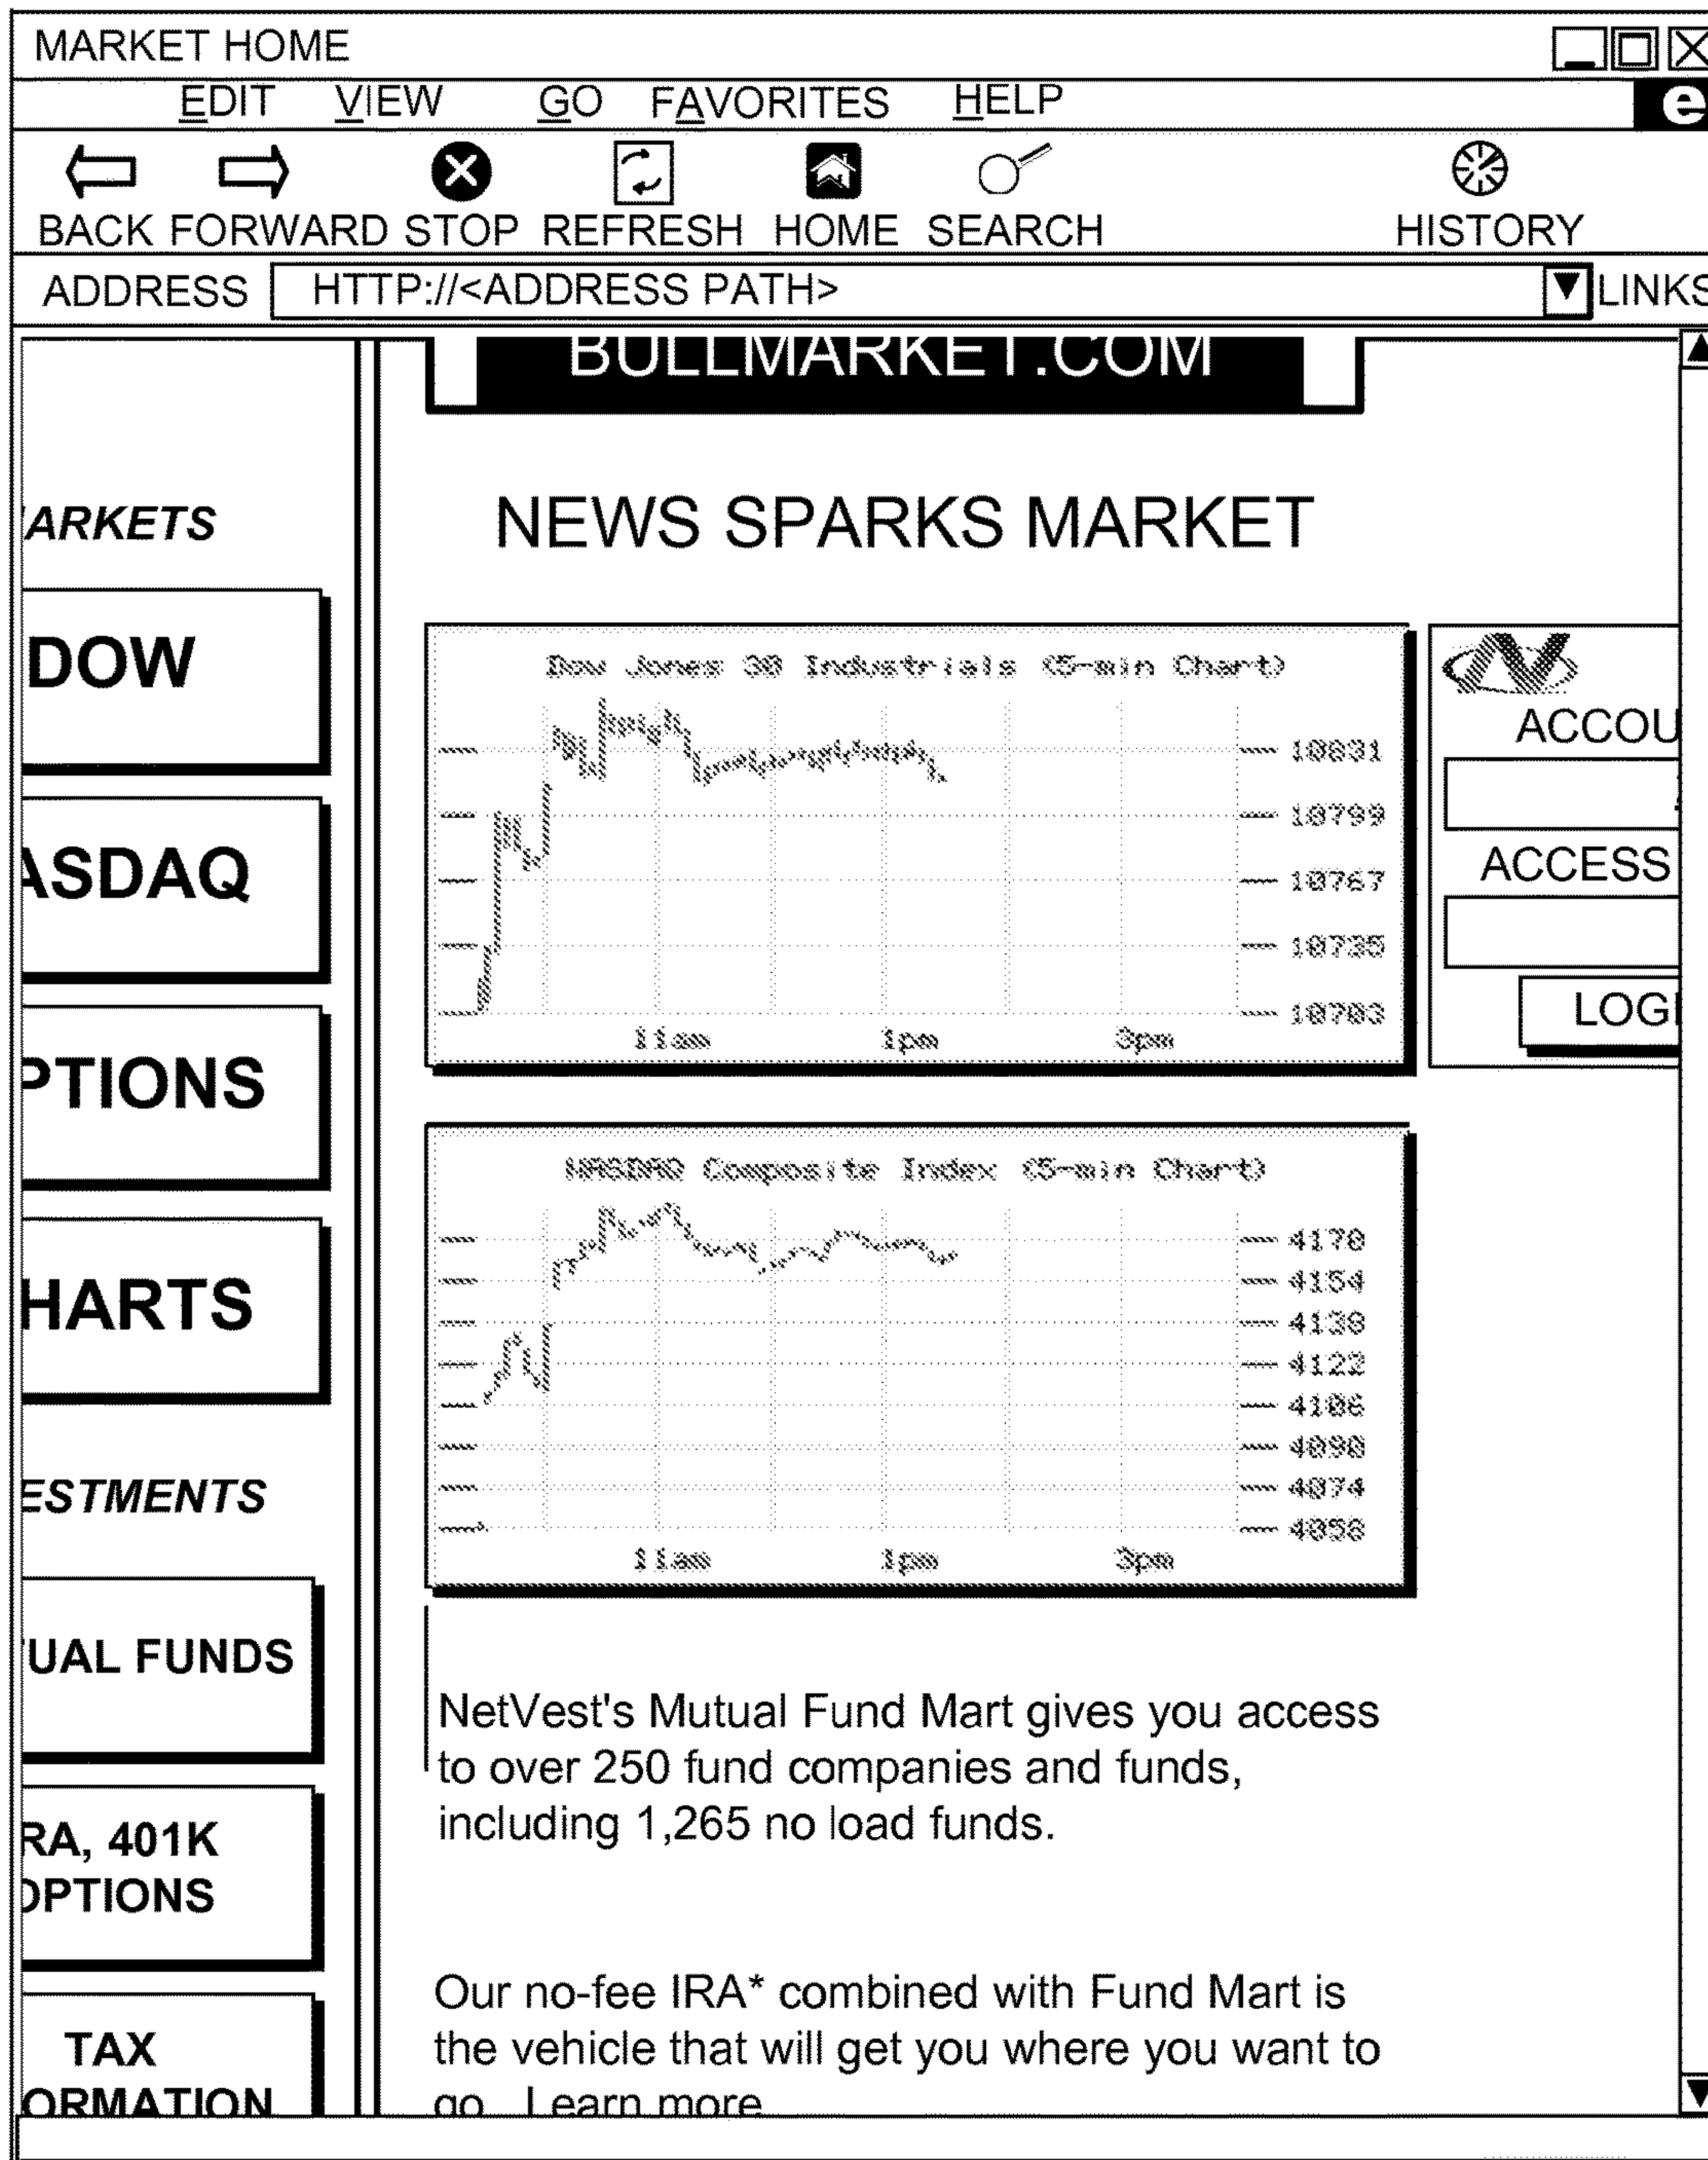 MARKET HOME
EDIT VIEW GO FAVORITES HELP
e
BACK FORWARD STOP REFRESH HOME SEARCH HISTORY
ADDRESS HTTP://<ADDRESS PATH> LINKS
BULLMARKET.COM
ARKETS
DOW
ASDAQ
PTIONS
HARTS
ESTMENTS
UAL FUNDS
RA, 401K
OPTIONS
TAX
ORMATION
NEWS SPARKS MARKET
Dow Jones 30 Industrials (5-min Chart)
10831
10799
10767
10735
10703
11am 1pm 3pm
N
ACCOU
ACCESS
LOGI
NASDAQ Composite Index (5-min Chart)
4170
4154
4138
4122
4106
4090
4074
4058
11am 1pm 3pm
NetVest's Mutual Fund Mart gives you access
to over 250 fund companies and funds,
including 1,265 no load funds.
Our no-fee IRA* combined with Fund Mart is
the vehicle that will get you where you want to
go. Learn more